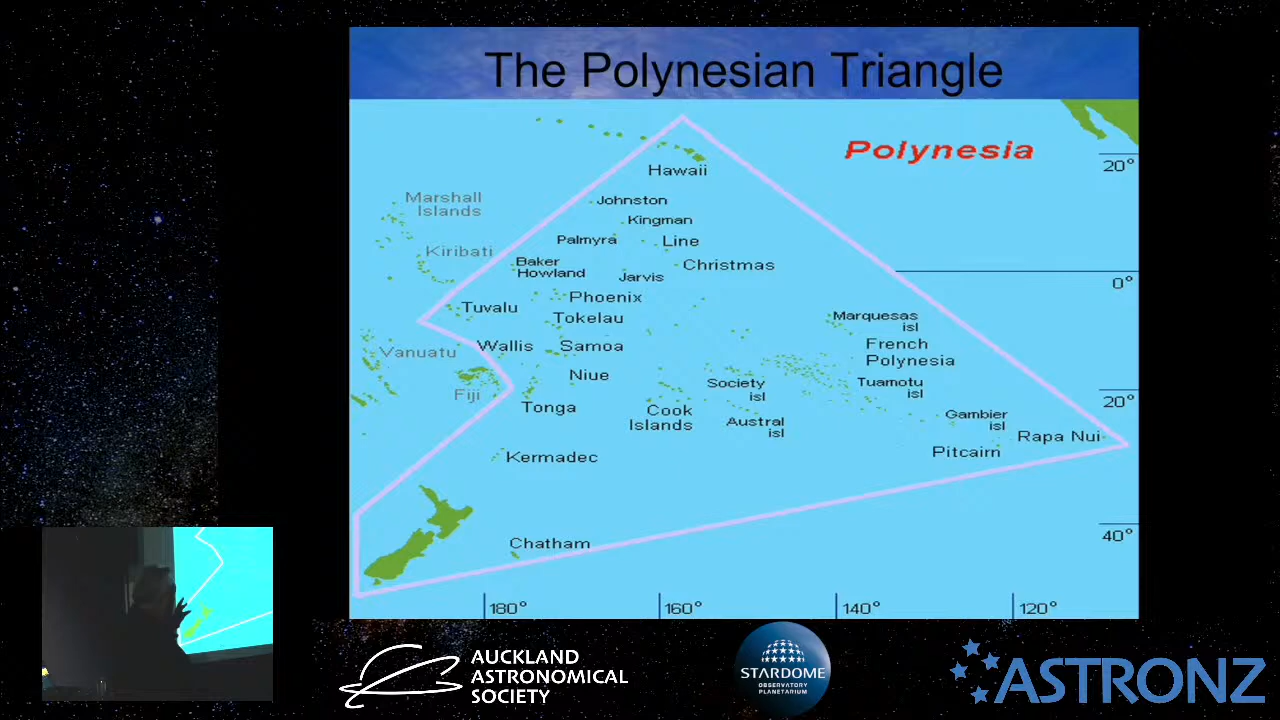 The Polynesian Triangle
Polynesia
20°
Hawaii
Marshall
Islands
Johnston
Kingman
Palmyra
Line
Kiribati
Baker
Howland
Jarvis
Christmas
0°
Phoenix
Tuvalu
Tokelau
Marquesas
isl
French
Polynesia
Vanuatu
Wallis
Samoa
Niue
Society
isl
Tuamotu
isl
Fiji
Tonga
Cook
Islands
Austral
isl
20°
Gambier
isl
Rapa Nui
Pitcairn
Kermadec
Chatham
40°
180°
160°
140°
120°
AUCKLAND
ASTRONOMICAL
SOCIETY
STARDOME
OBSERVATORY
PLANETARIUM
ASTRONZ